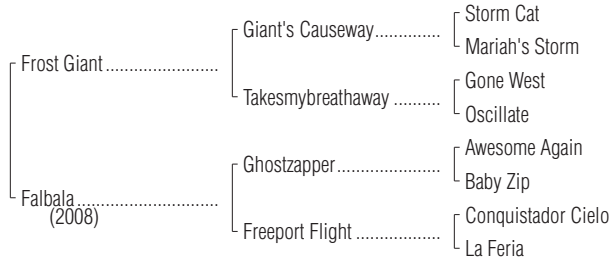 Storm Cat
Giant's Causeway..............
Mariah's Storm
Frost Giant........................
Gone West
Takesmybreathaway ..........
Oscillate
Awesome Again
Ghostzapper......................
Baby Zip
Falbala..............................
(2008)
Conquistador Cielo
Freeport Flight ..................
La Feria